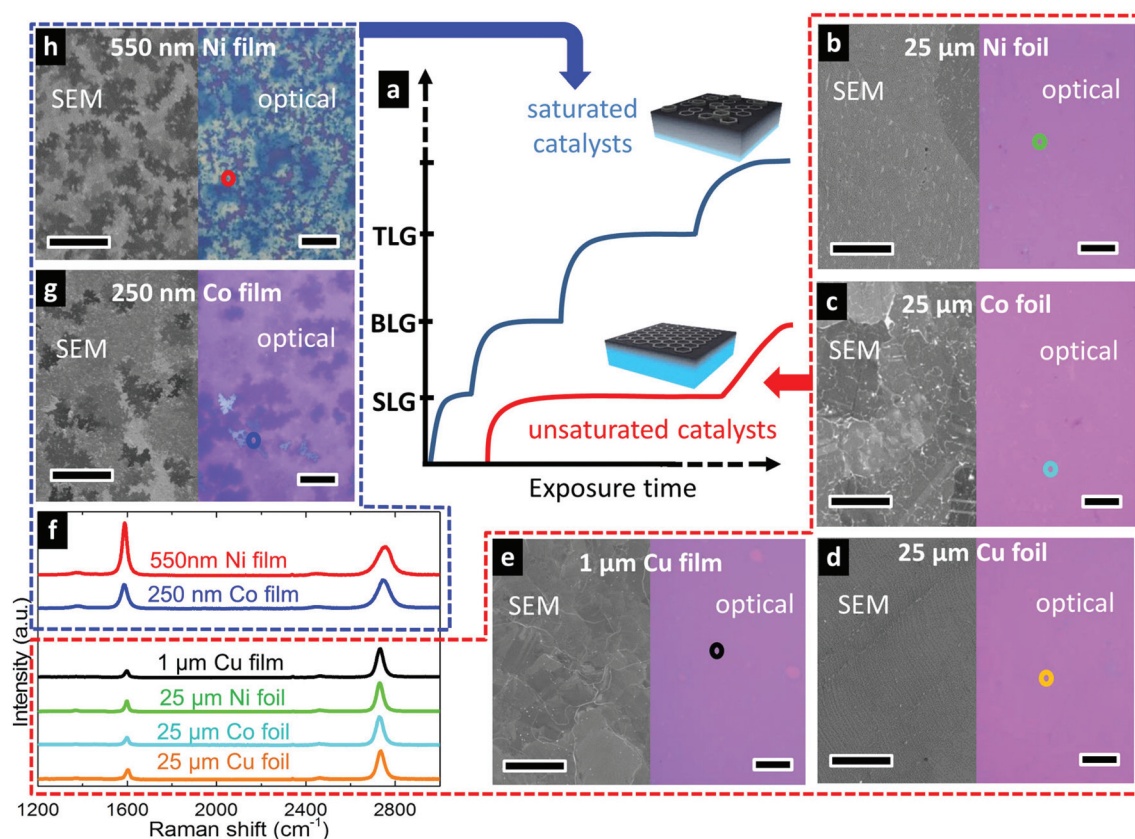 h
550 nm Ni film
SEM
optical
g
250 nm Co film
SEM
optical
a
saturated
catalysts
TLG
BLG
SLG
unsaturated catalysts
Exposure time
b
25 µm Ni foil
SEM
optical
c
25 µm Co foil
SEM
optical
d
25 µm Cu foil
SEM
optical
e
1 µm Cu film
SEM
optical
f
550nm Ni film
250 nm Co film
1 µm Cu film
25 µm Ni foil
25 µm Co foil
25 µm Cu foil
Intensity (a.u.)
1200 1600 2000 2400 2800
Raman shift (cm⁻¹)